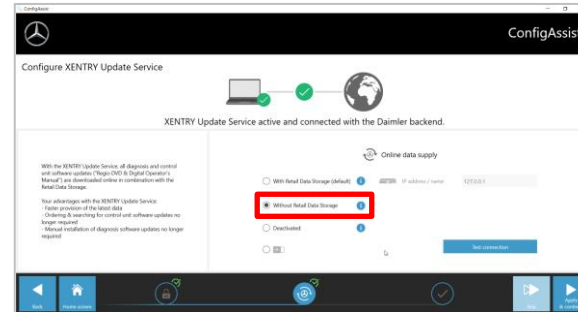 ConfigAssist
ConfigAssist
Configure XENTRY Update Service
XENTRY Update Service active and connected with the Daimler backend.
Online data supply
With the XENTRY Update Service, all diagnosis and control
unit software updates ("Regio DVD & Digital Operator's
Manual") are downloaded online in combination with the
Retail Data Storage.
Your advantages with the XENTRY Update Service:
- Faster provision of the latest data
- Ordering & searching for control unit software updates no
longer required
- Manual installation of diagnosis software updates no longer
required
With Retail Data Storage (default)
IP address / name
127.0.0.1
Without Retail Data Storage
Deactivated
Test connection
Back
Home screen
Skip
Apply
& continue